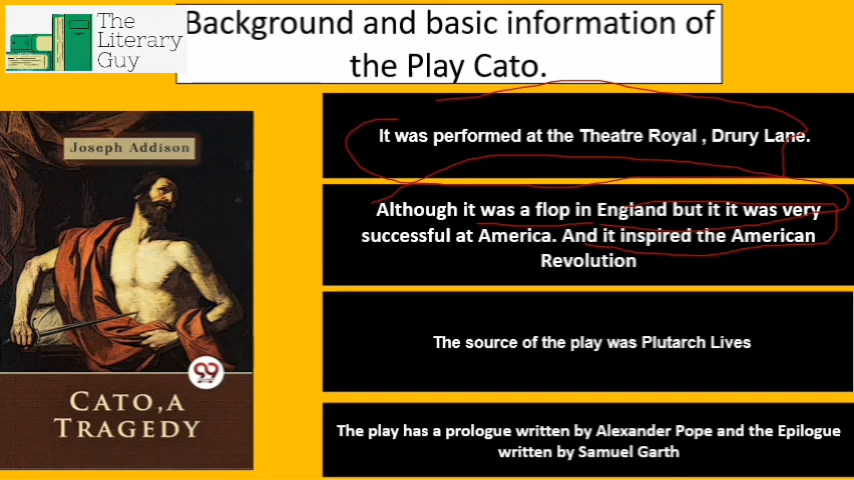 The
Literary
Guy
Background and basic information of
the Play Cato.
Joseph Addison
CATO,A
TRAGEDY
It was performed at the Theatre Royal , Drury Lane.
Although it was a flop in England but it it was very
successful at America. And it inspired the American
Revolution
The source of the play was Plutarch Lives
The play has a prologue written by Alexander Pope and the Epilogue
written by Samuel Garth